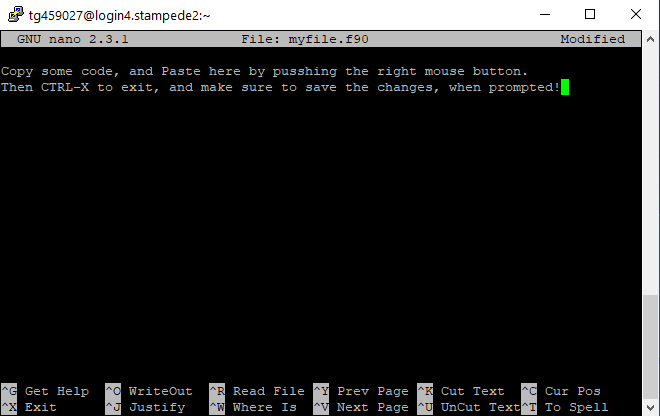 tg459027@login4.stampede2:~
GNU nano 2.3.1 File: myfile.f90 Modified
Copy some code, and Paste here by pusshing the right mouse button.
Then CTRL-X to exit, and make sure to save the changes, when prompted!
^G Get Help ^O WriteOut ^R Read File ^Y Prev Page ^K Cut Text ^C Cur Pos
^X Exit ^J Justify ^W Where Is ^V Next Page ^U UnCut Text ^T To Spell